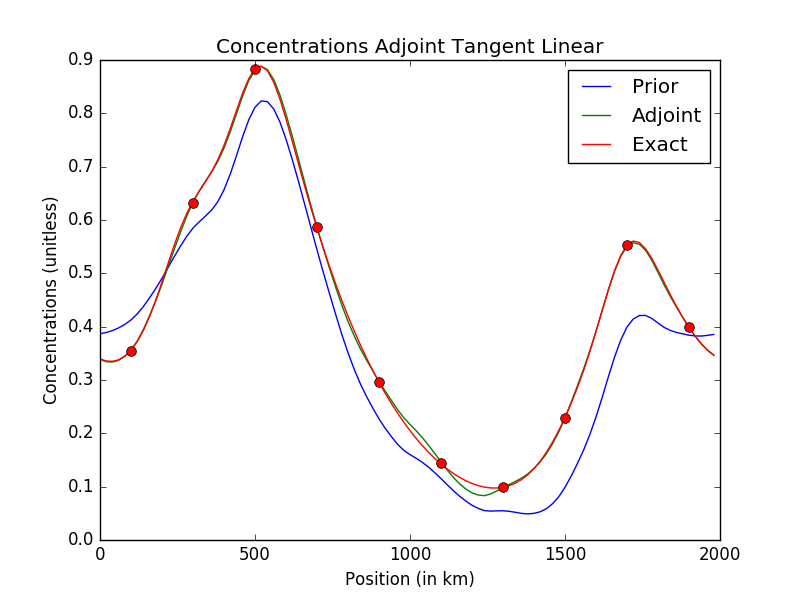 Concentrations Adjoint Tangent Linear
Prior
Adjoint
Exact
Concentrations (unitless)
0.9
0.8
0.7
0.6
0.5
0.4
0.3
0.2
0.1
0.0
0 500 1000 1500 2000
Position (in km)